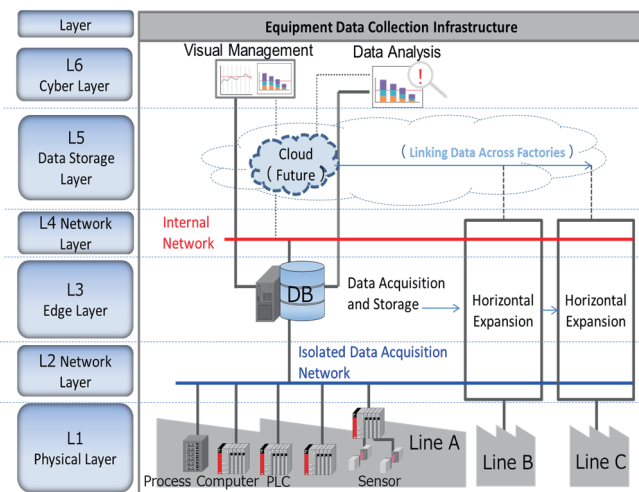 Layer
Equipment Data Collection Infrastructure
L6
Cyber Layer
Visual Management
Data Analysis
!
L5
Data Storage
Layer
Cloud
(Future)
(Linking Data Across Factories)
L4 Network
Layer
Internal
Network
L3
Edge Layer
DB
Data Acquisition
and Storage
Horizontal
Expansion
Horizontal
Expansion
L2 Network
Layer
Isolated Data Acquisition
Network
L1
Physical Layer
Line A
Process Computer
PLC
Sensor
Line B
Line C